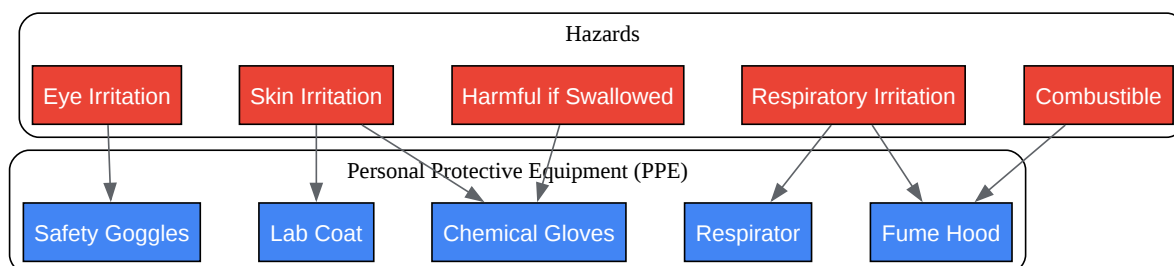 Hazards
Eye Irritation
Skin Irritation
Harmful if Swallowed
Respiratory Irritation
Combustible
Personal Protective Equipment (PPE)
Safety Goggles
Lab Coat
Chemical Gloves
Respirator
Fume Hood